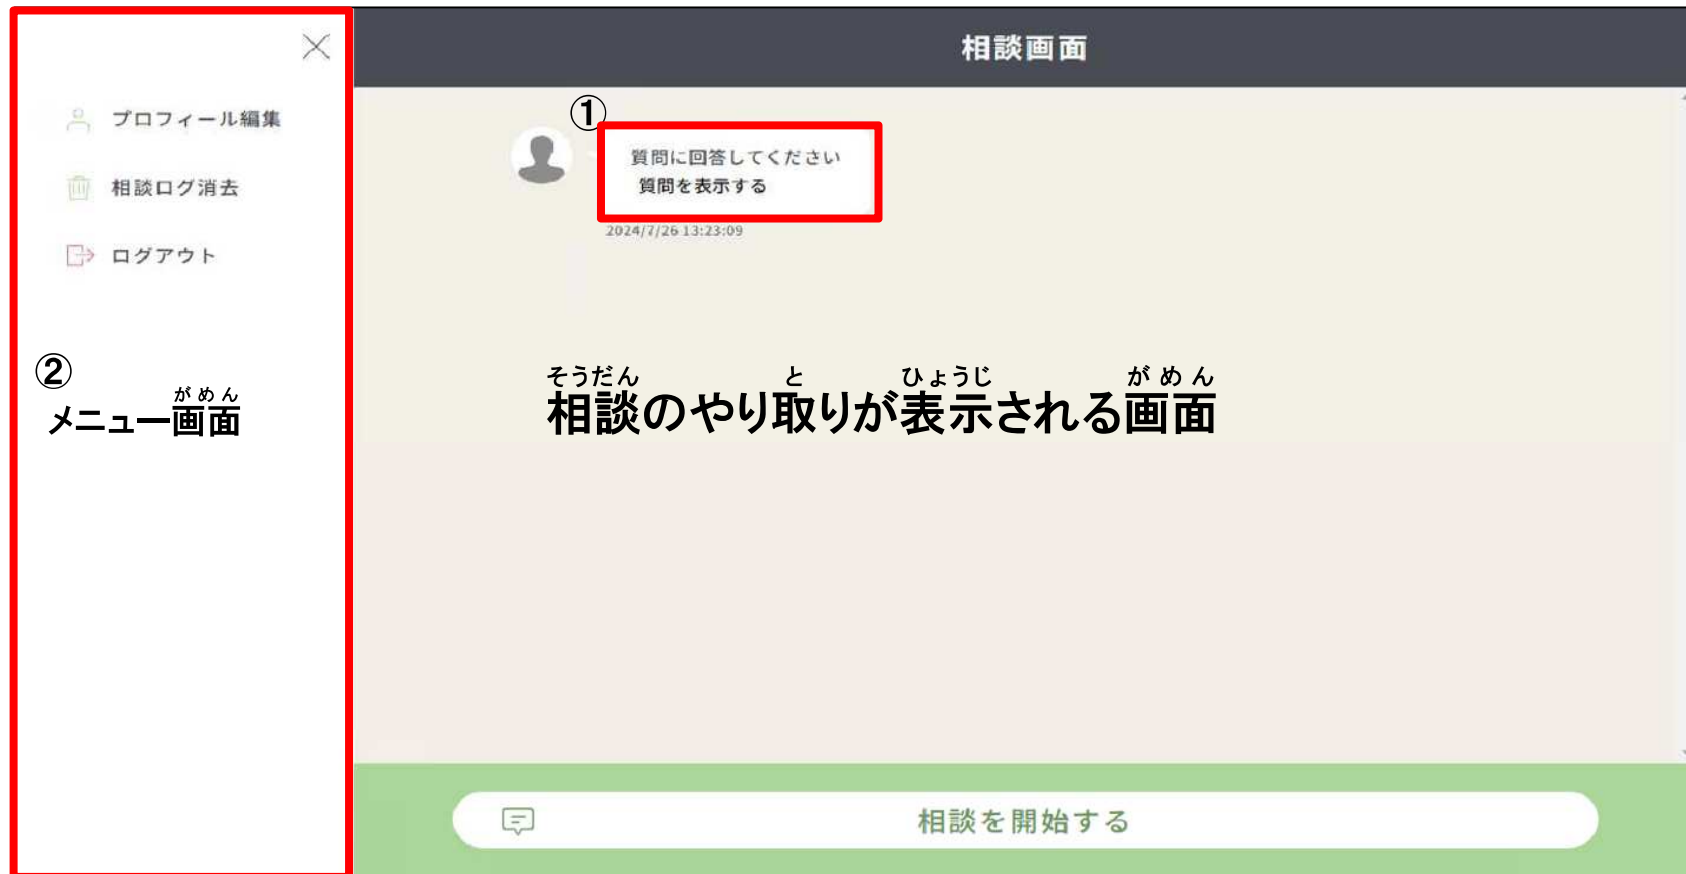 プロフィール編集
相談ログ消去
ログアウト
②
がめん
メニュー画面
相談画面
①
質問に回答してください
質問を表示する
2024/7/26 13:23:09
そうだん と ひょうじ がめん
相談のやり取りが表示される画面
相談を開始する